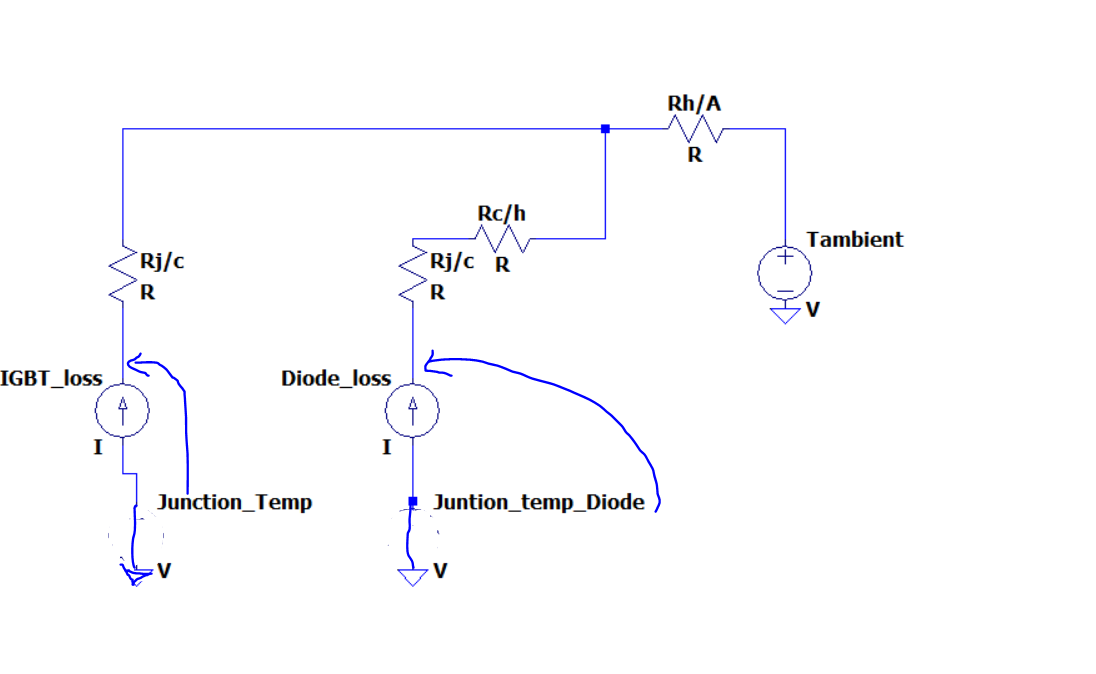 Rh/A
R
Rc/h
R
Tambient
V
Rj/c
R
Rj/c
R
IGBT_loss
I
Diode_loss
I
Junction_Temp
V
Juntion_temp_Diode
V